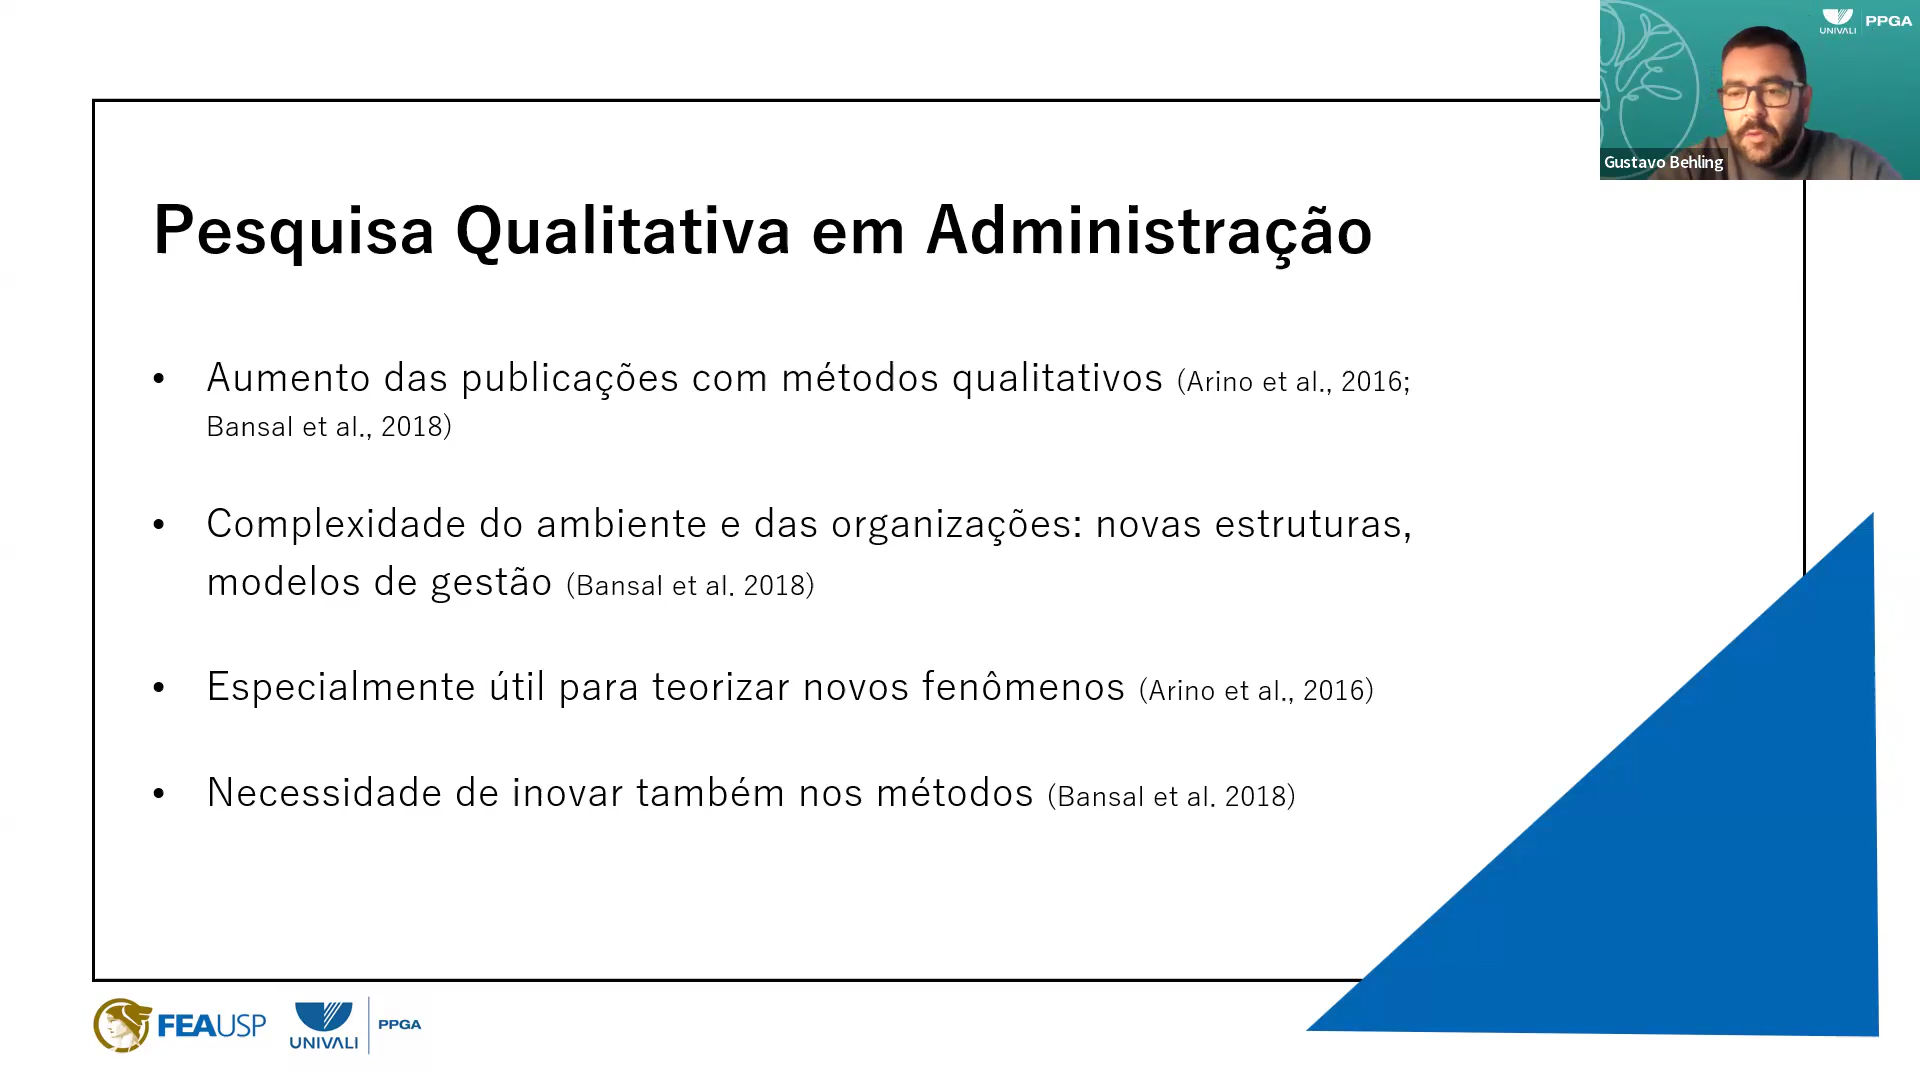 UNIVALI PPGA
Gustavo Behling
Pesquisa Qualitativa em Administração
• Aumento das publicações com métodos qualitativos (Arino et al., 2016;
Bansal et al., 2018)
• Complexidade do ambiente e das organizações: novas estruturas,
modelos de gestão (Bansal et al. 2018)
• Especialmente útil para teorizar novos fenômenos (Arino et al., 2016)
• Necessidade de inovar também nos métodos (Bansal et al. 2018)
FEAUSP UNIVALI PPGA